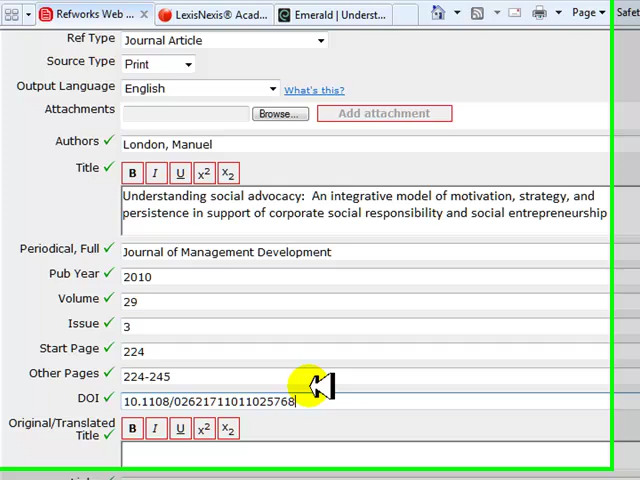 Refworks Web ...
LexisNexis® Acad...
Emerald | Underst...
Page
Safet
Ref Type Journal Article
Source Type Print
Output Language English What's this?
Attachments Browse... Add attachment
Authors London, Manuel
Title B I U x² x₂
Understanding social advocacy: An integrative model of motivation, strategy, and
persistence in support of corporate social responsibility and social entrepreneurship
Periodical, Full Journal of Management Development
Pub Year 2010
Volume 29
Issue 3
Start Page 224
Other Pages 224-245
DOI 10.1108/02621711011025768
Original/Translated
Title B I U x² x₂